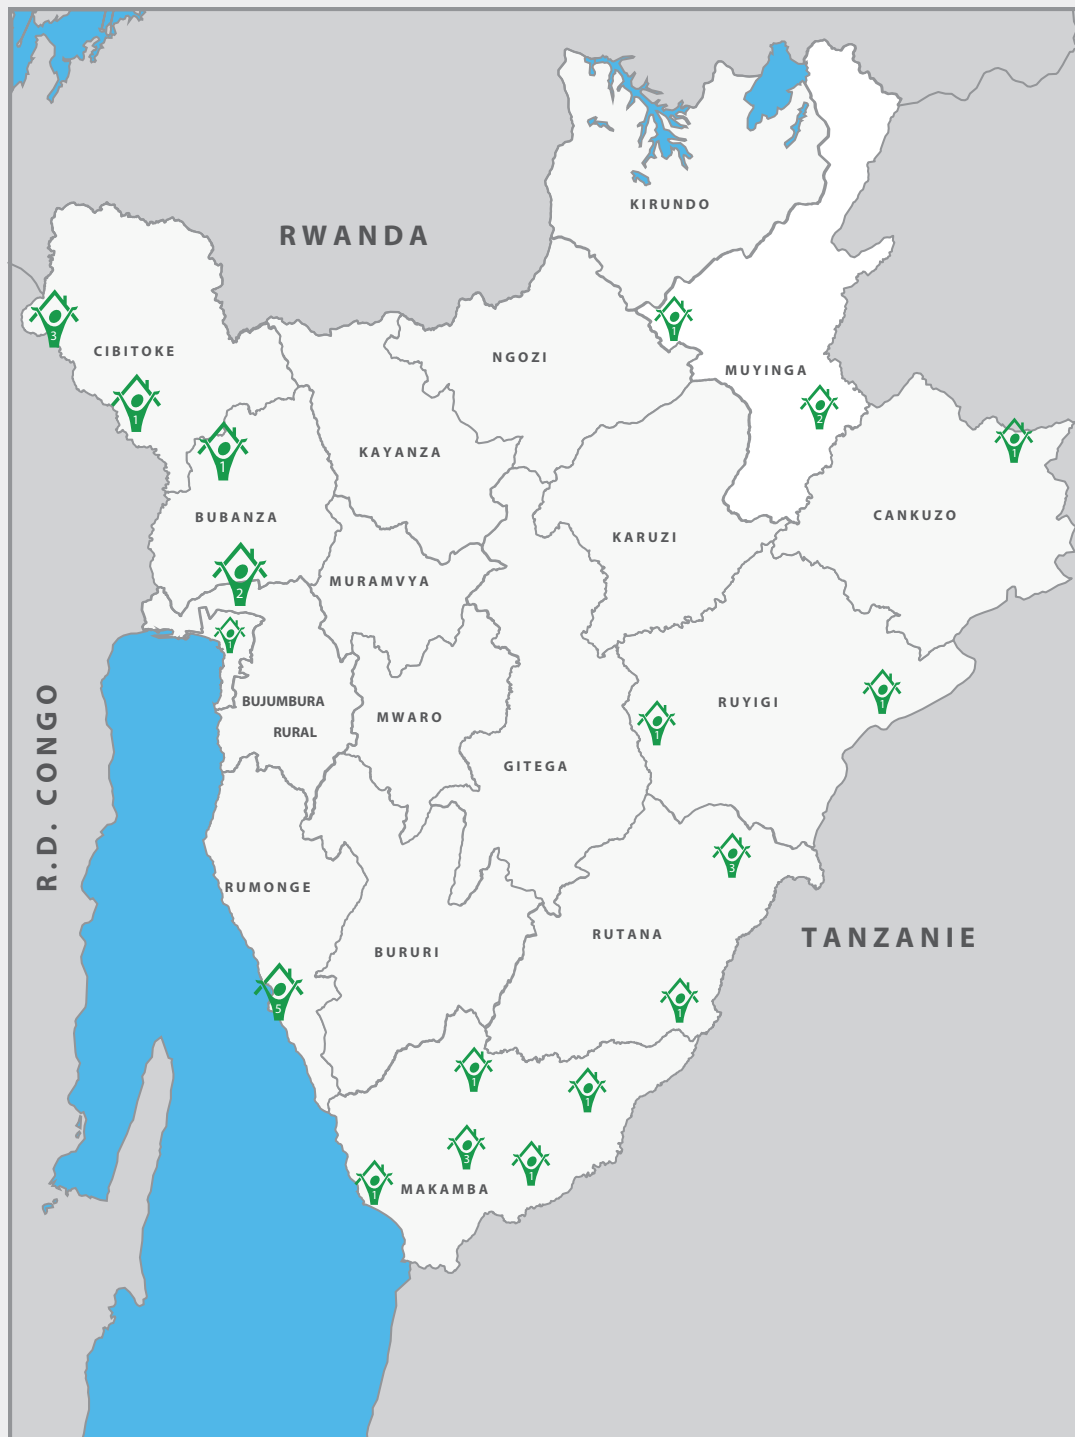 KIRUNDO
RWANDA
1
3
CIBITOKE
NGOZI
MUYINGA
1
2
1
KAYANZA
1
BUBANZA
CANKUZO
KARUZI
MURAMVYA
2
1
R.D. CONGO
BUJUMBURA
RURAL
MWARO
RUYIGI
1
1
GITEGA
3
RUMONGE
RUTANA
TANZANIE
BURURI
5
1
1
1
3
1
1
MAKAMBA